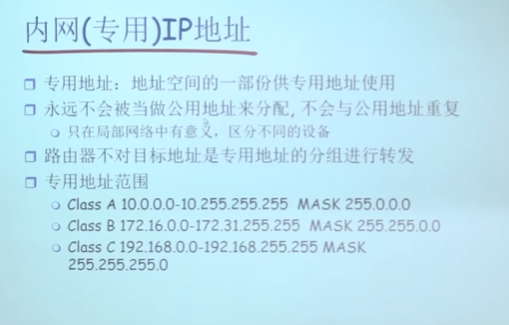 内网(专用)IP地址
专用地址：地址空间的一部份供专用地址使用
永远不会被当做公用地址来分配, 不会与公用地址重复
只在局部网络中有意义，区分不同的设备
路由器不对目标地址是专用地址的分组进行转发
专用地址范围
Class A 10.0.0.0-10.255.255.255 MASK 255.0.0.0
Class B 172.16.0.0-172.31.255.255 MASK 255.255.0.0
Class C 192.168.0.0-192.168.255.255 MASK
255.255.255.0